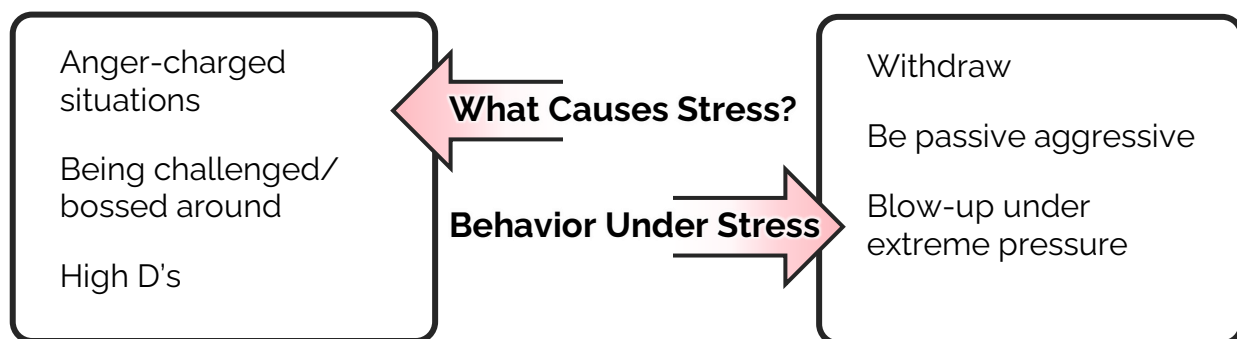 Anger-charged
situations
Being challenged/
bossed around
High D's
What Causes Stress?
Behavior Under Stress
Withdraw
Be passive aggressive
Blow-up under
extreme pressure